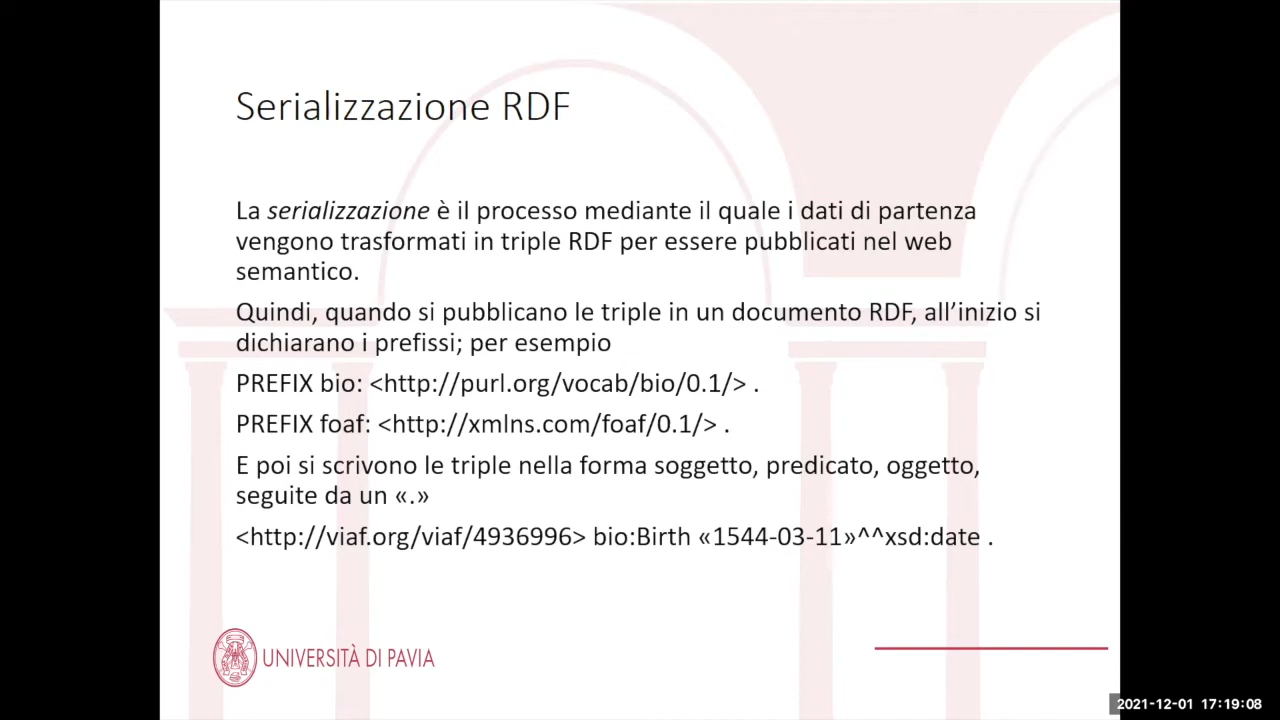 Serializzazione RDF
La serializzazione è il processo mediante il quale i dati di partenza
vengono trasformati in triple RDF per essere pubblicati nel web
semantico.
Quindi, quando si pubblicano le triple in un documento RDF, all’inizio si
dichiarano i prefissi; per esempio
PREFIX bio: <http://purl.org/vocab/bio/0.1/> .
PREFIX foaf: <http://xmlns.com/foaf/0.1/> .
E poi si scrivono le triple nella forma soggetto, predicato, oggetto,
seguite da un «.»
<http://viaf.org/viaf/4936996> bio:Birth «1544-03-11»^^xsd:date .
UNIVERSITÀ DI PAVIA
2021-12-01 17:19:08